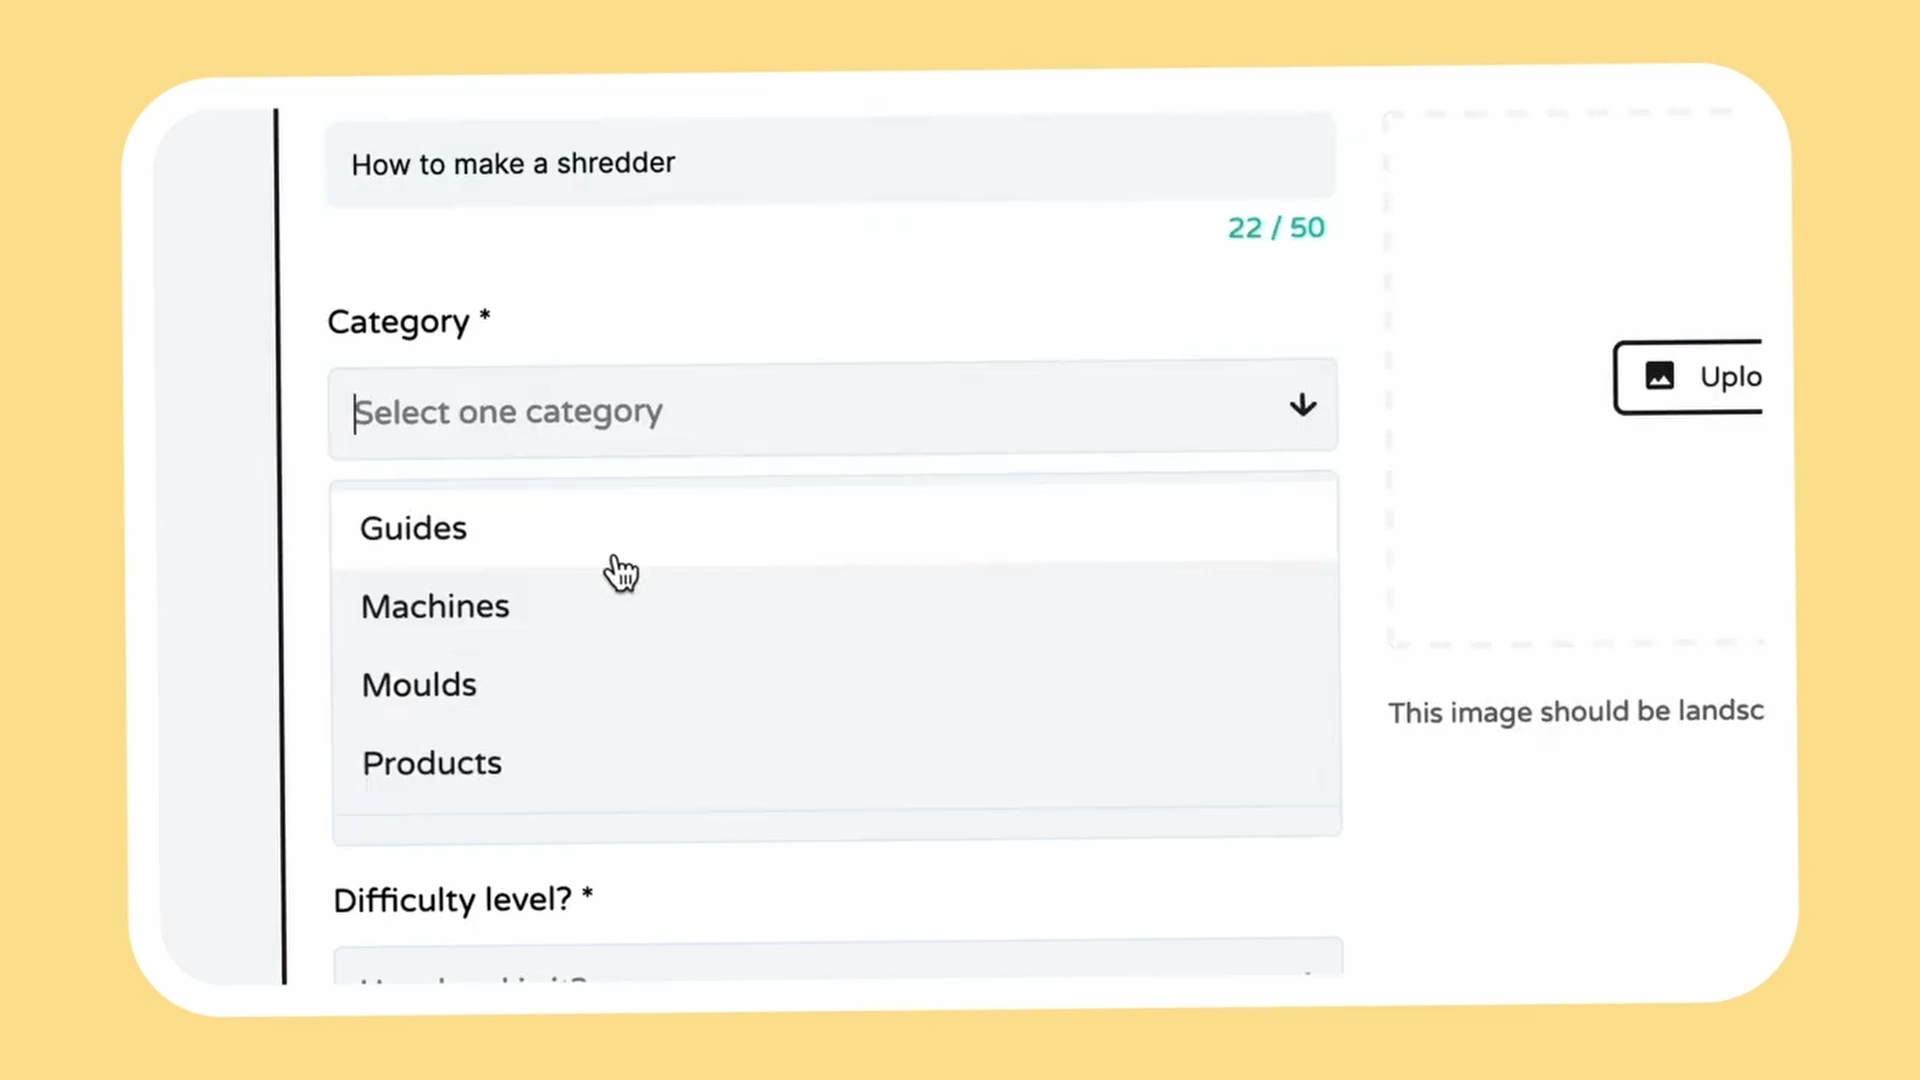 How to make a shredder
22 / 50
Category *
Select one category
Uplo
Guides
Machines
Moulds
Products
This image should be landsc
Difficulty level? *